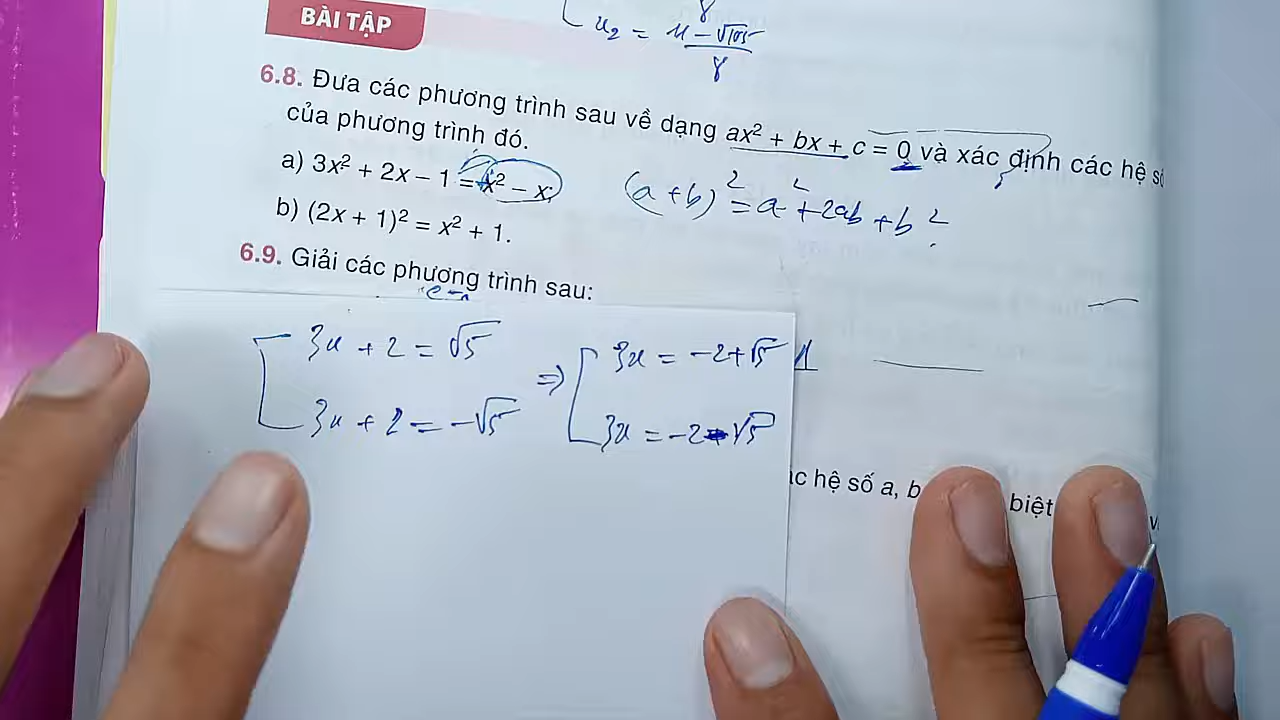 u₂ = 11 − √105 / 8
BÀI TẬP
6.8. Đưa các phương trình sau về dạng ax² + bx + c = 0 và xác định các hệ số
của phương trình đó.
a) 3x² + 2x − 1 = x² − x;
(a + b)² = a² + 2ab + b²
b) (2x + 1)² = x² + 1.
6.9. Giải các phương trình sau:
3x + 2 = √5 ⇒ 3x = −2 + √5
3x + 2 = −√5 3x = −2 − √5
hệ số a, b biệt